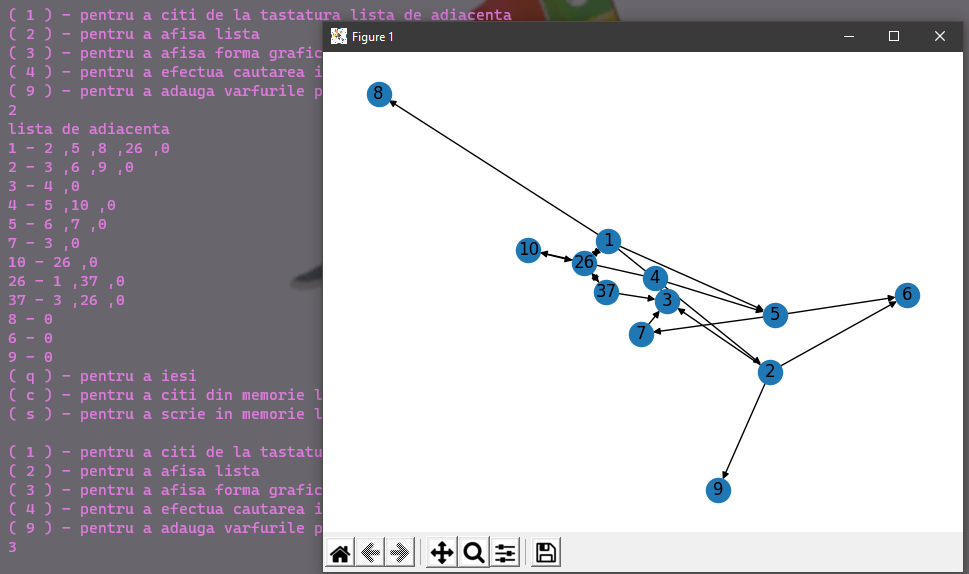 ( 1 ) - pentru a citi de la tastatura lista de adiacenta
( 2 ) - pentru a afisa lista
( 3 ) - pentru a afisa forma grafic
( 4 ) - pentru a efectua cautarea i
( 9 ) - pentru a adauga varfurile p
2
lista de adiacenta
1 - 2 ,5 ,8 ,26 ,0
2 - 3 ,6 ,9 ,0
3 - 4 ,0
4 - 5 ,10 ,0
5 - 6 ,7 ,0
7 - 3 ,0
10 - 26 ,0
26 - 1 ,37 ,0
37 - 3 ,26 ,0
8 - 0
6 - 0
9 - 0
( q ) - pentru a iesi
( c ) - pentru a citi din memorie l
( s ) - pentru a scrie in memorie l
( 1 ) - pentru a citi de la tastatu
( 2 ) - pentru a afisa lista
( 3 ) - pentru a afisa forma grafic
( 4 ) - pentru a efectua cautarea i
( 9 ) - pentru a adauga varfurile p
3
Figure 1
8
1
10
26
4
37
3
6
5
7
2
9